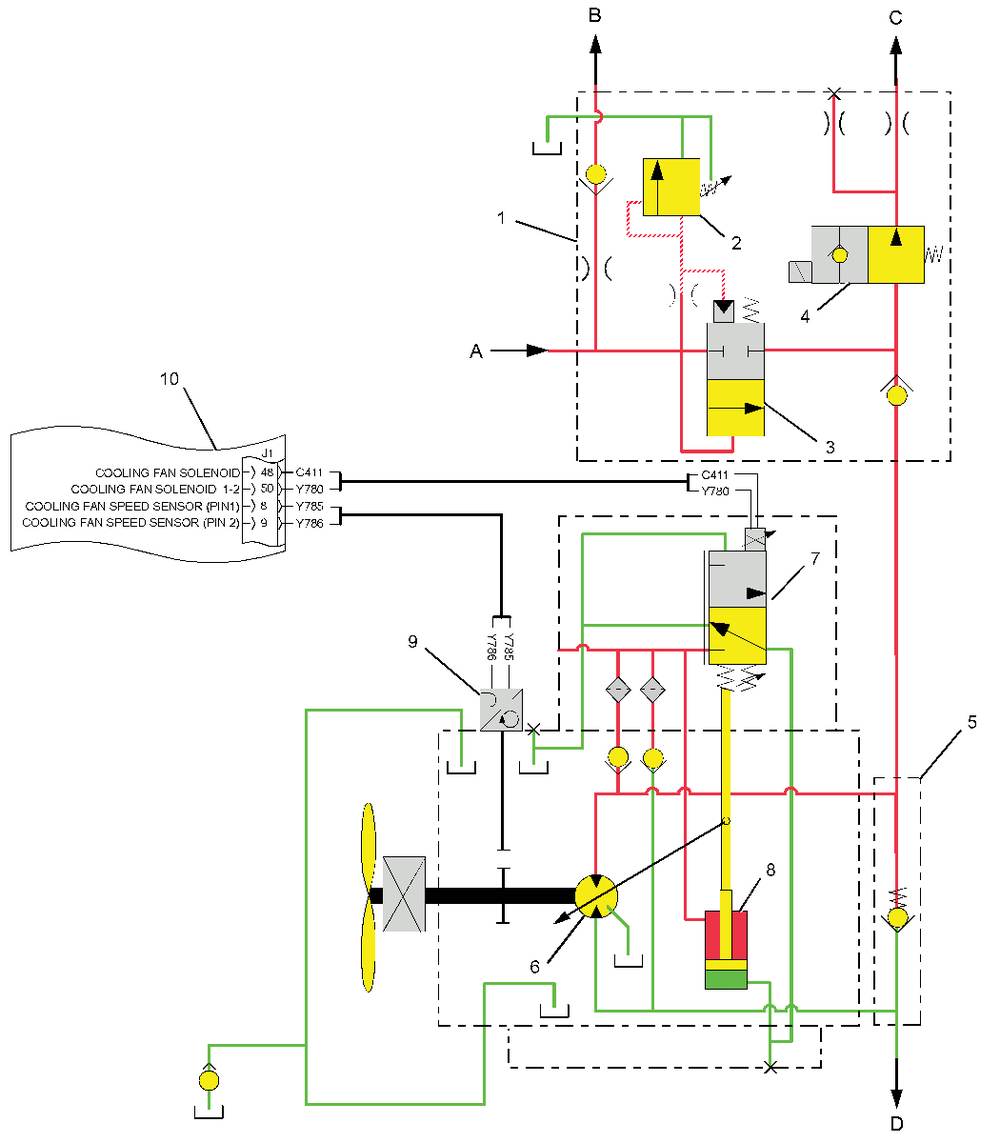 B
C
1
2
4
A
3
10
J1
COOLING FAN SOLENOID 48 C411
COOLING FAN SOLENOID 1-2 50 Y780
COOLING FAN SPEED SENSOR (PIN1) 8 Y785
COOLING FAN SPEED SENSOR (PIN 2) 9 Y786
C411
Y780
7
Y786
Y785
9
5
8
6
D